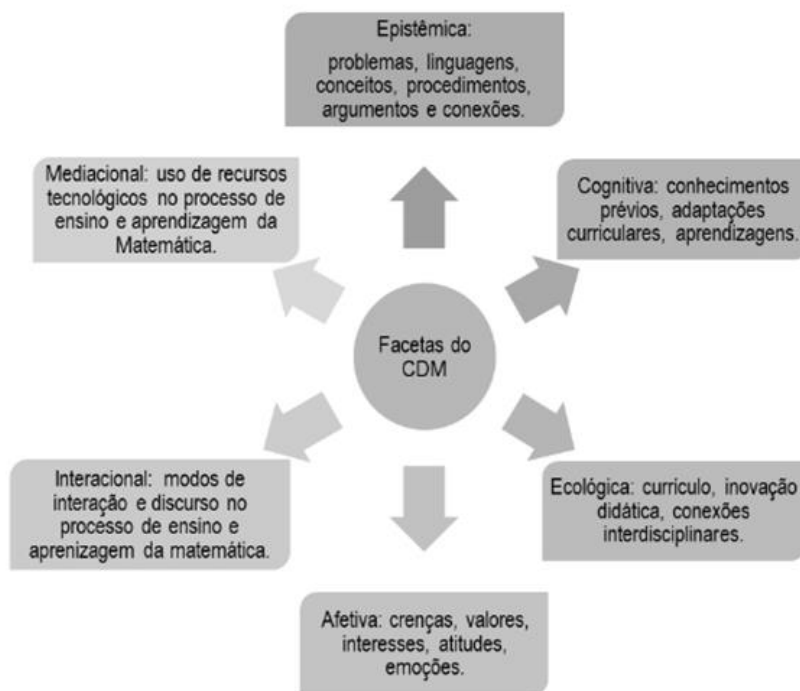 Epistêmica:
problemas, linguagens,
conceitos, procedimentos,
argumentos e conexões.
Mediacional: uso de recursos
tecnológicos no processo de
ensino e aprendizagem da
Matemática.
Cognitiva: conhecimentos
prévios, adaptações
curriculares, aprendizagens.
Facetas do
CDM
Interacional: modos de
interação e discurso no
processo de ensino e
aprenizagem da matemática.
Ecológica: currículo, inovação
didática, conexões
interdisciplinares.
Afetiva: crenças, valores,
interesses, atitudes,
emoções.